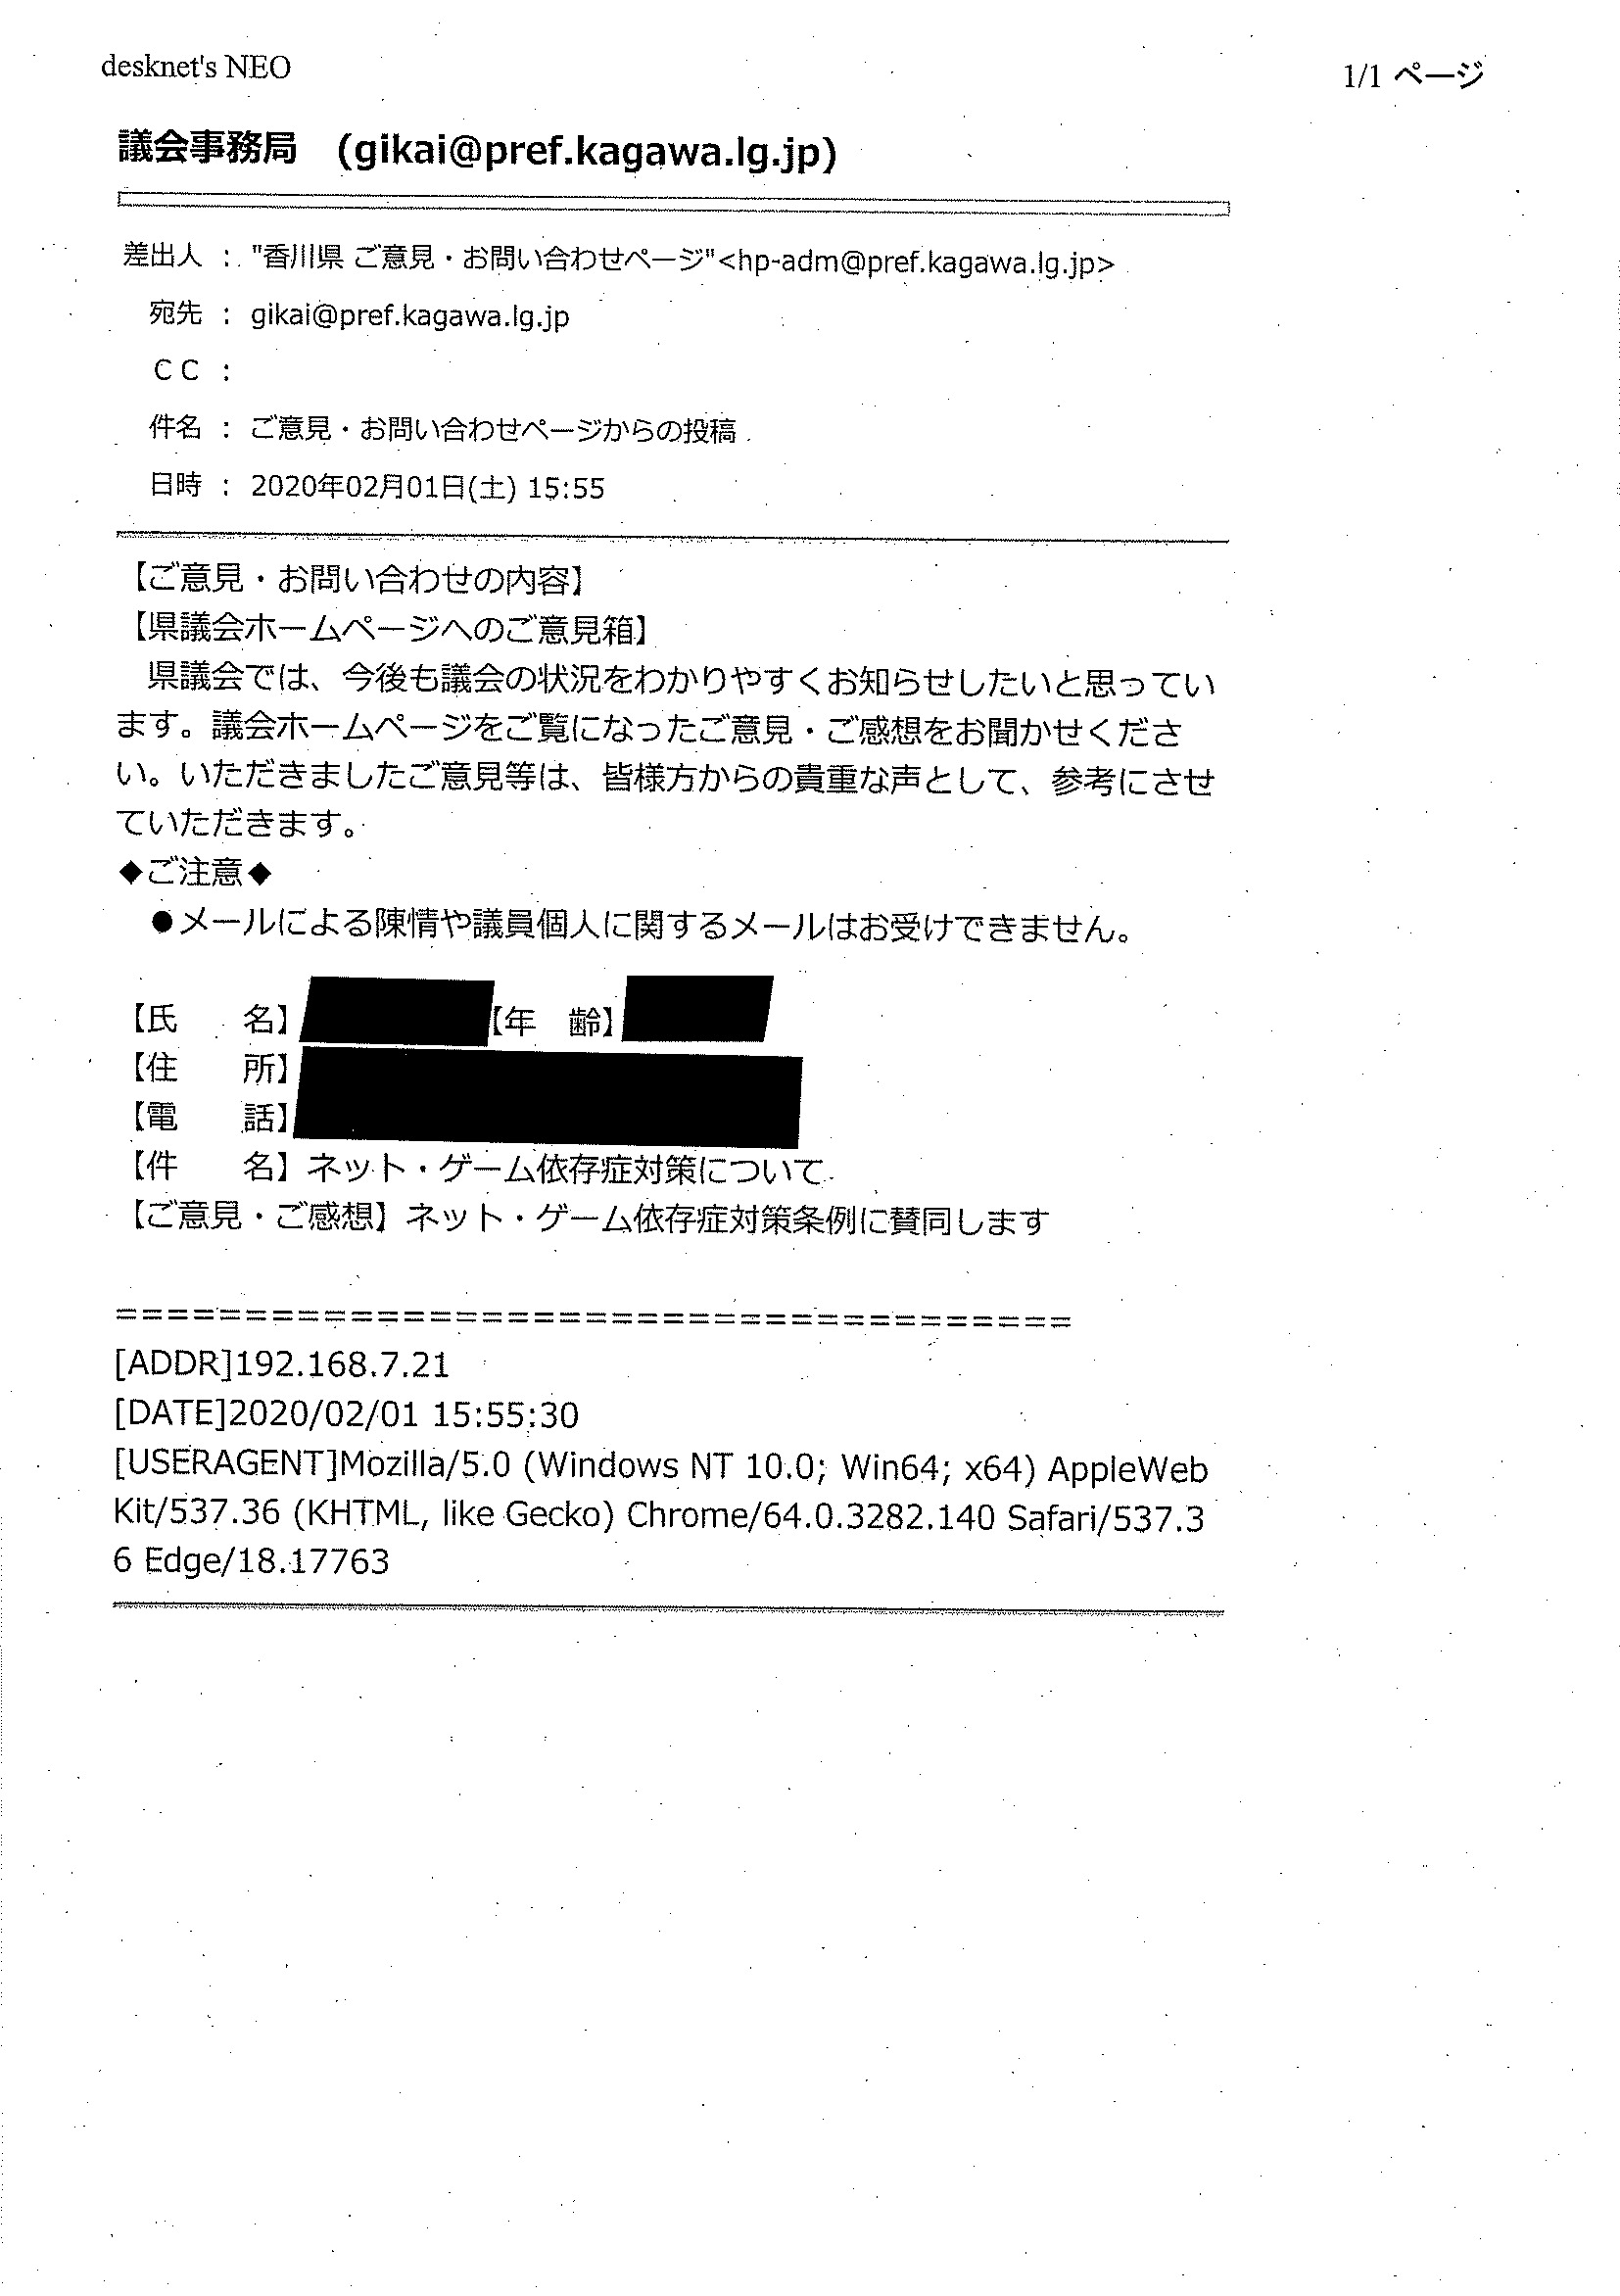 desknet's NEO
1/1 ページ
議会事務局 (gikai@pref.kagawa.lg.jp)
差出人 : "香川県 ご意見・お問い合わせページ"<hp-adm@pref.kagawa.lg.jp>
宛先 : gikai@pref.kagawa.lg.jp
CC :
件名 : ご意見・お問い合わせページからの投稿
日時 : 2020年02月01日(土) 15:55
【ご意見・お問い合わせの内容】
【県議会ホームページへのご意見箱】
県議会では、今後も議会の状況をわかりやすくお知らせしたいと思ってい
ます。議会ホームページをご覧になったご意見・ご感想をお聞かせくださ
い。いただきましたご意見等は、皆様方からの貴重な声として、参考にさせ
ていただきます。
◆ご注意◆
●メールによる陳情や議員個人に関するメールはお受けできません。
【氏　　名】【年　齢】
【住　　所】
【電　　話】
【件　　名】ネット・ゲーム依存症対策について
【ご意見・ご感想】ネット・ゲーム依存症対策条例に賛同します
=====================================
[ADDR]192.168.7.21
[DATE]2020/02/01 15:55:30
[USERAGENT]Mozilla/5.0 (Windows NT 10.0; Win64; x64) AppleWeb
Kit/537.36 (KHTML, like Gecko) Chrome/64.0.3282.140 Safari/537.3
6 Edge/18.17763